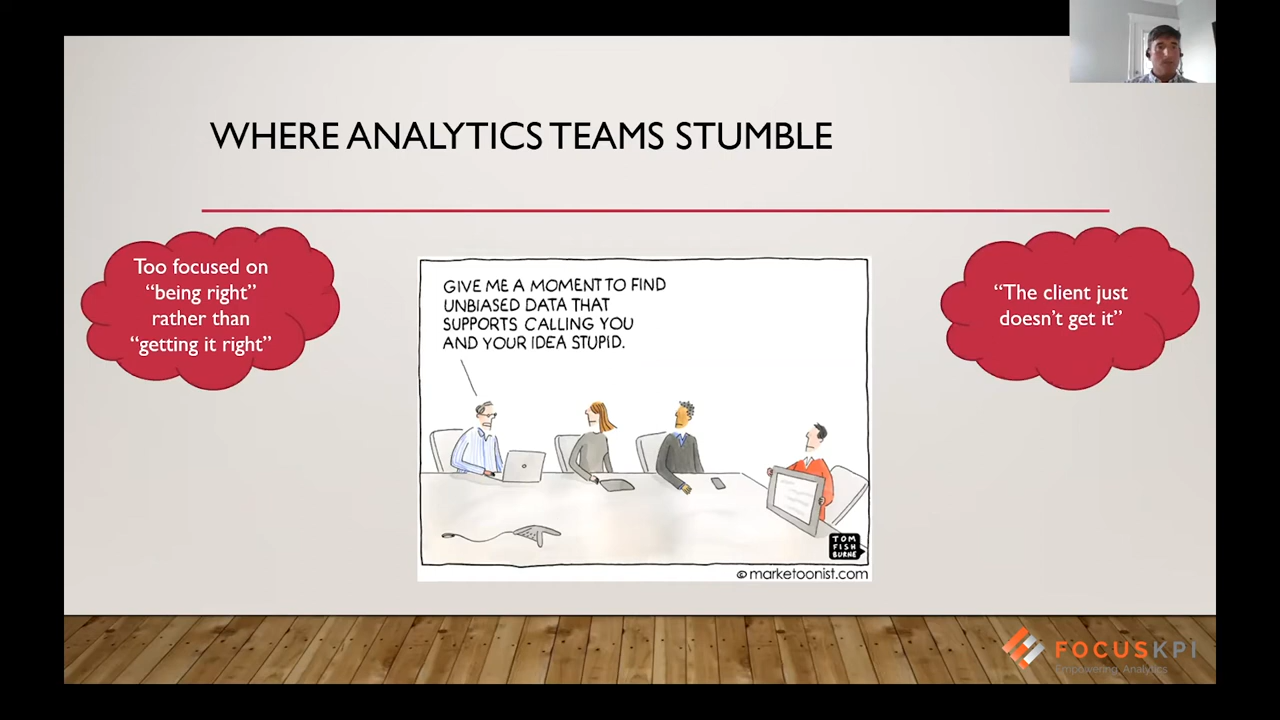 WHERE ANALYTICS TEAMS STUMBLE
Too focused on
“being right”
rather than
“getting it right”
GIVE ME A MOMENT TO FIND
UNBIASED DATA THAT
SUPPORTS CALLING YOU
AND YOUR IDEA STUPID.
“The client just
doesn’t get it”
TOM
FISH
BURNE
© marketoonist.com
FOCUSKPI
Empowering Analytics